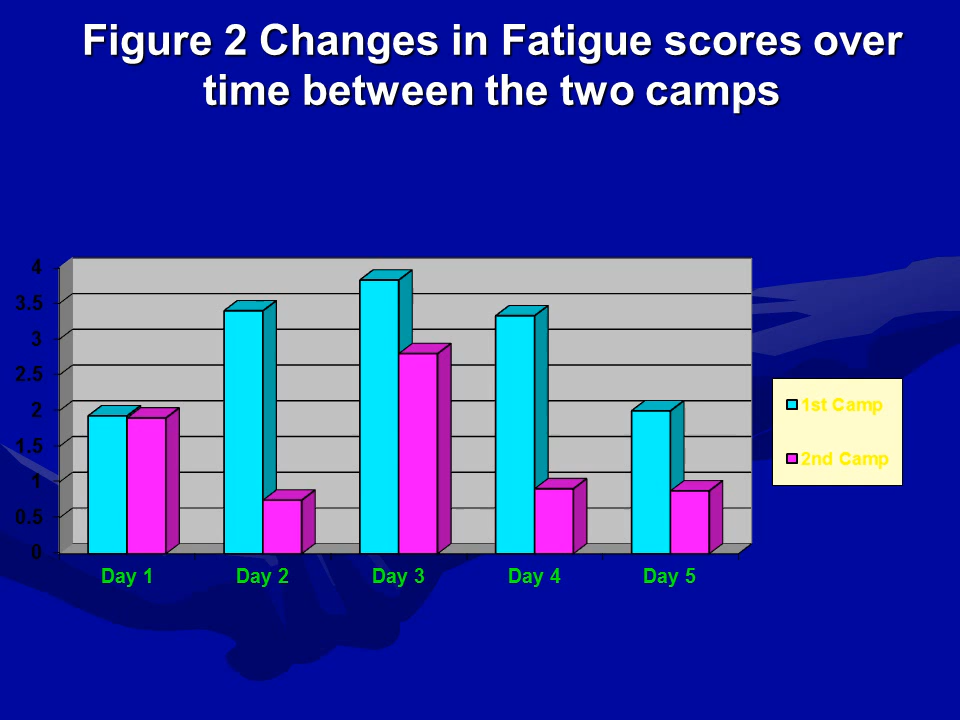 Figure 2 Changes in Fatigue scores over
time between the two camps
4
3.5
3
2.5
2
1.5
1
0.5
0
Day 1 Day 2 Day 3 Day 4 Day 5
1st Camp
2nd Camp